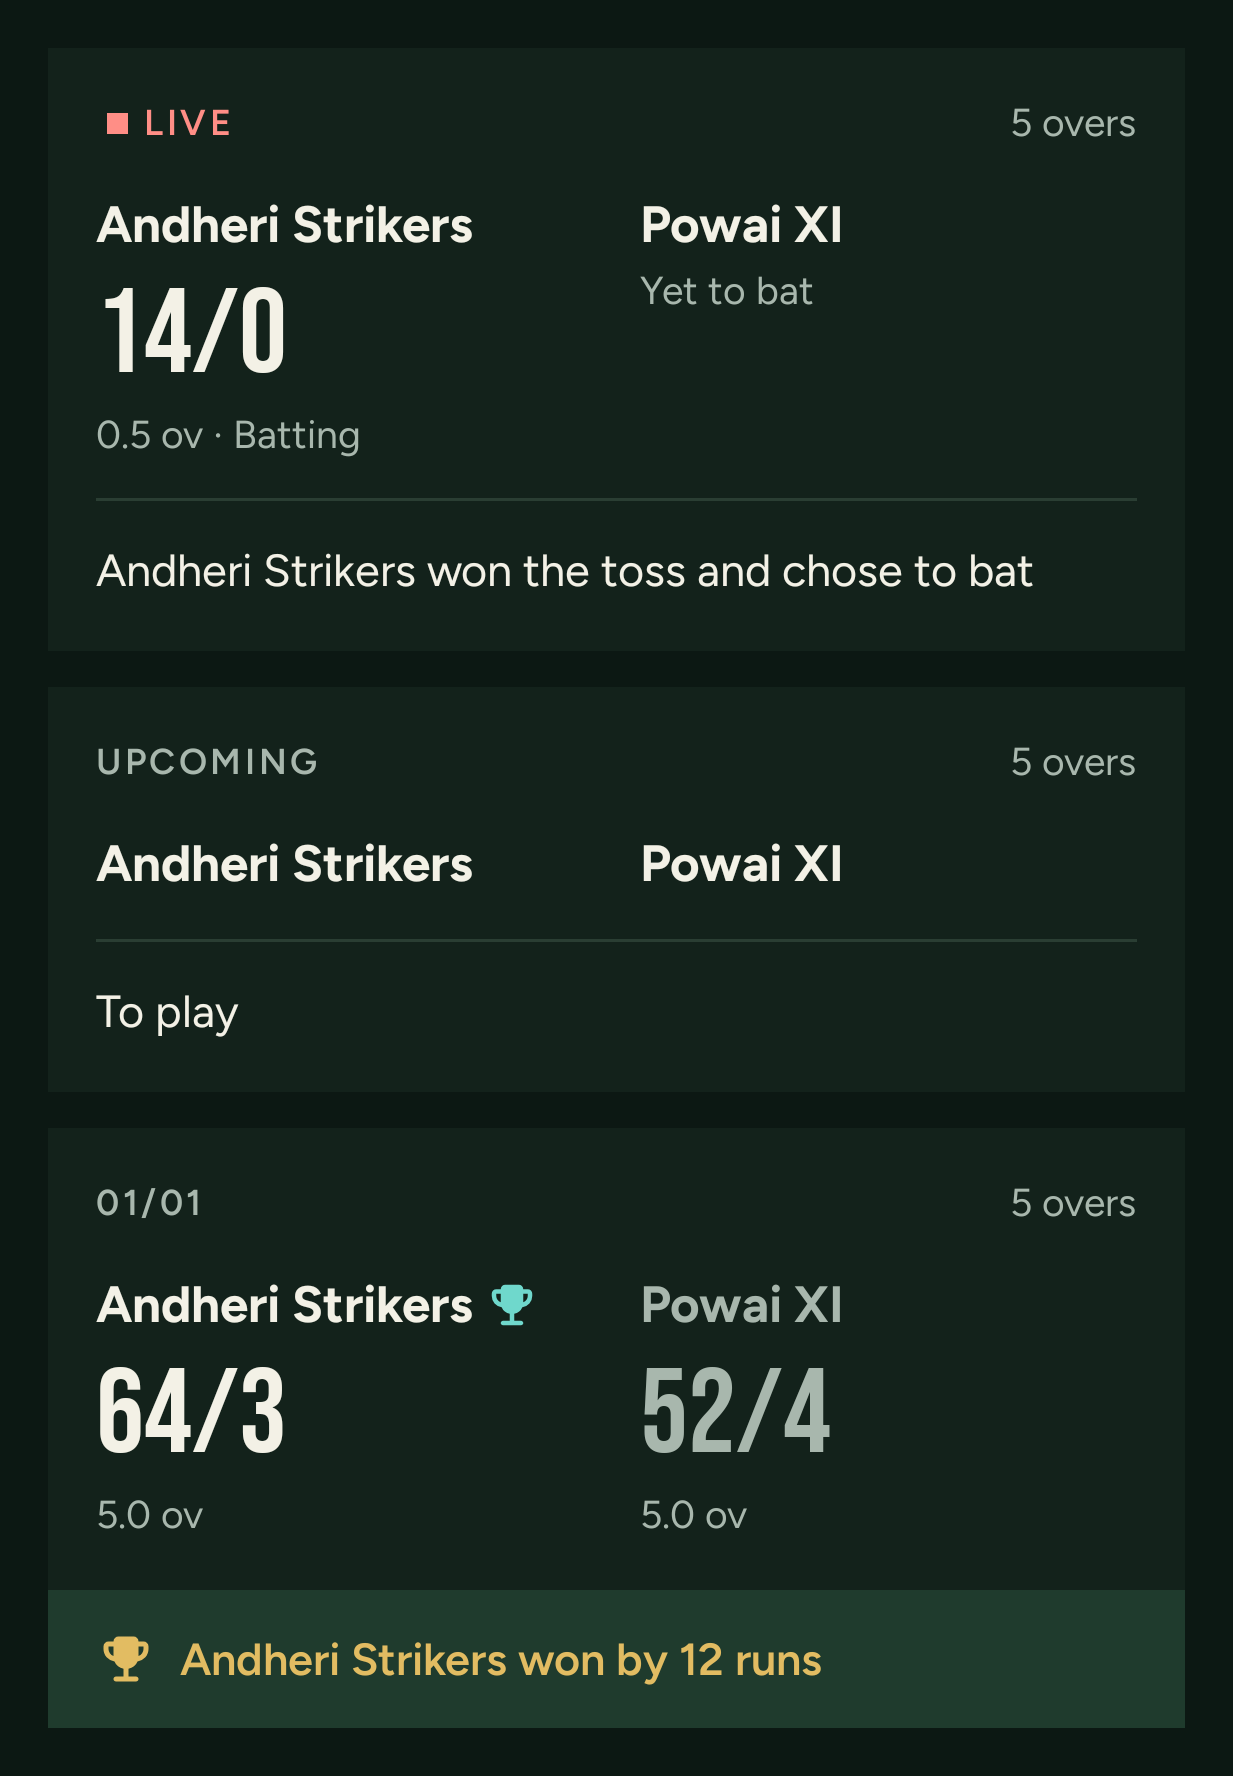 LIVE
5 overs
Andheri Strikers
Powai XI
14/0
Yet to bat
0.5 ov · Batting
Andheri Strikers won the toss and chose to bat
UPCOMING
5 overs
Andheri Strikers
Powai XI
To play
01/01
5 overs
Andheri Strikers
Powai XI
64/3
52/4
5.0 ov
5.0 ov
Andheri Strikers won by 12 runs